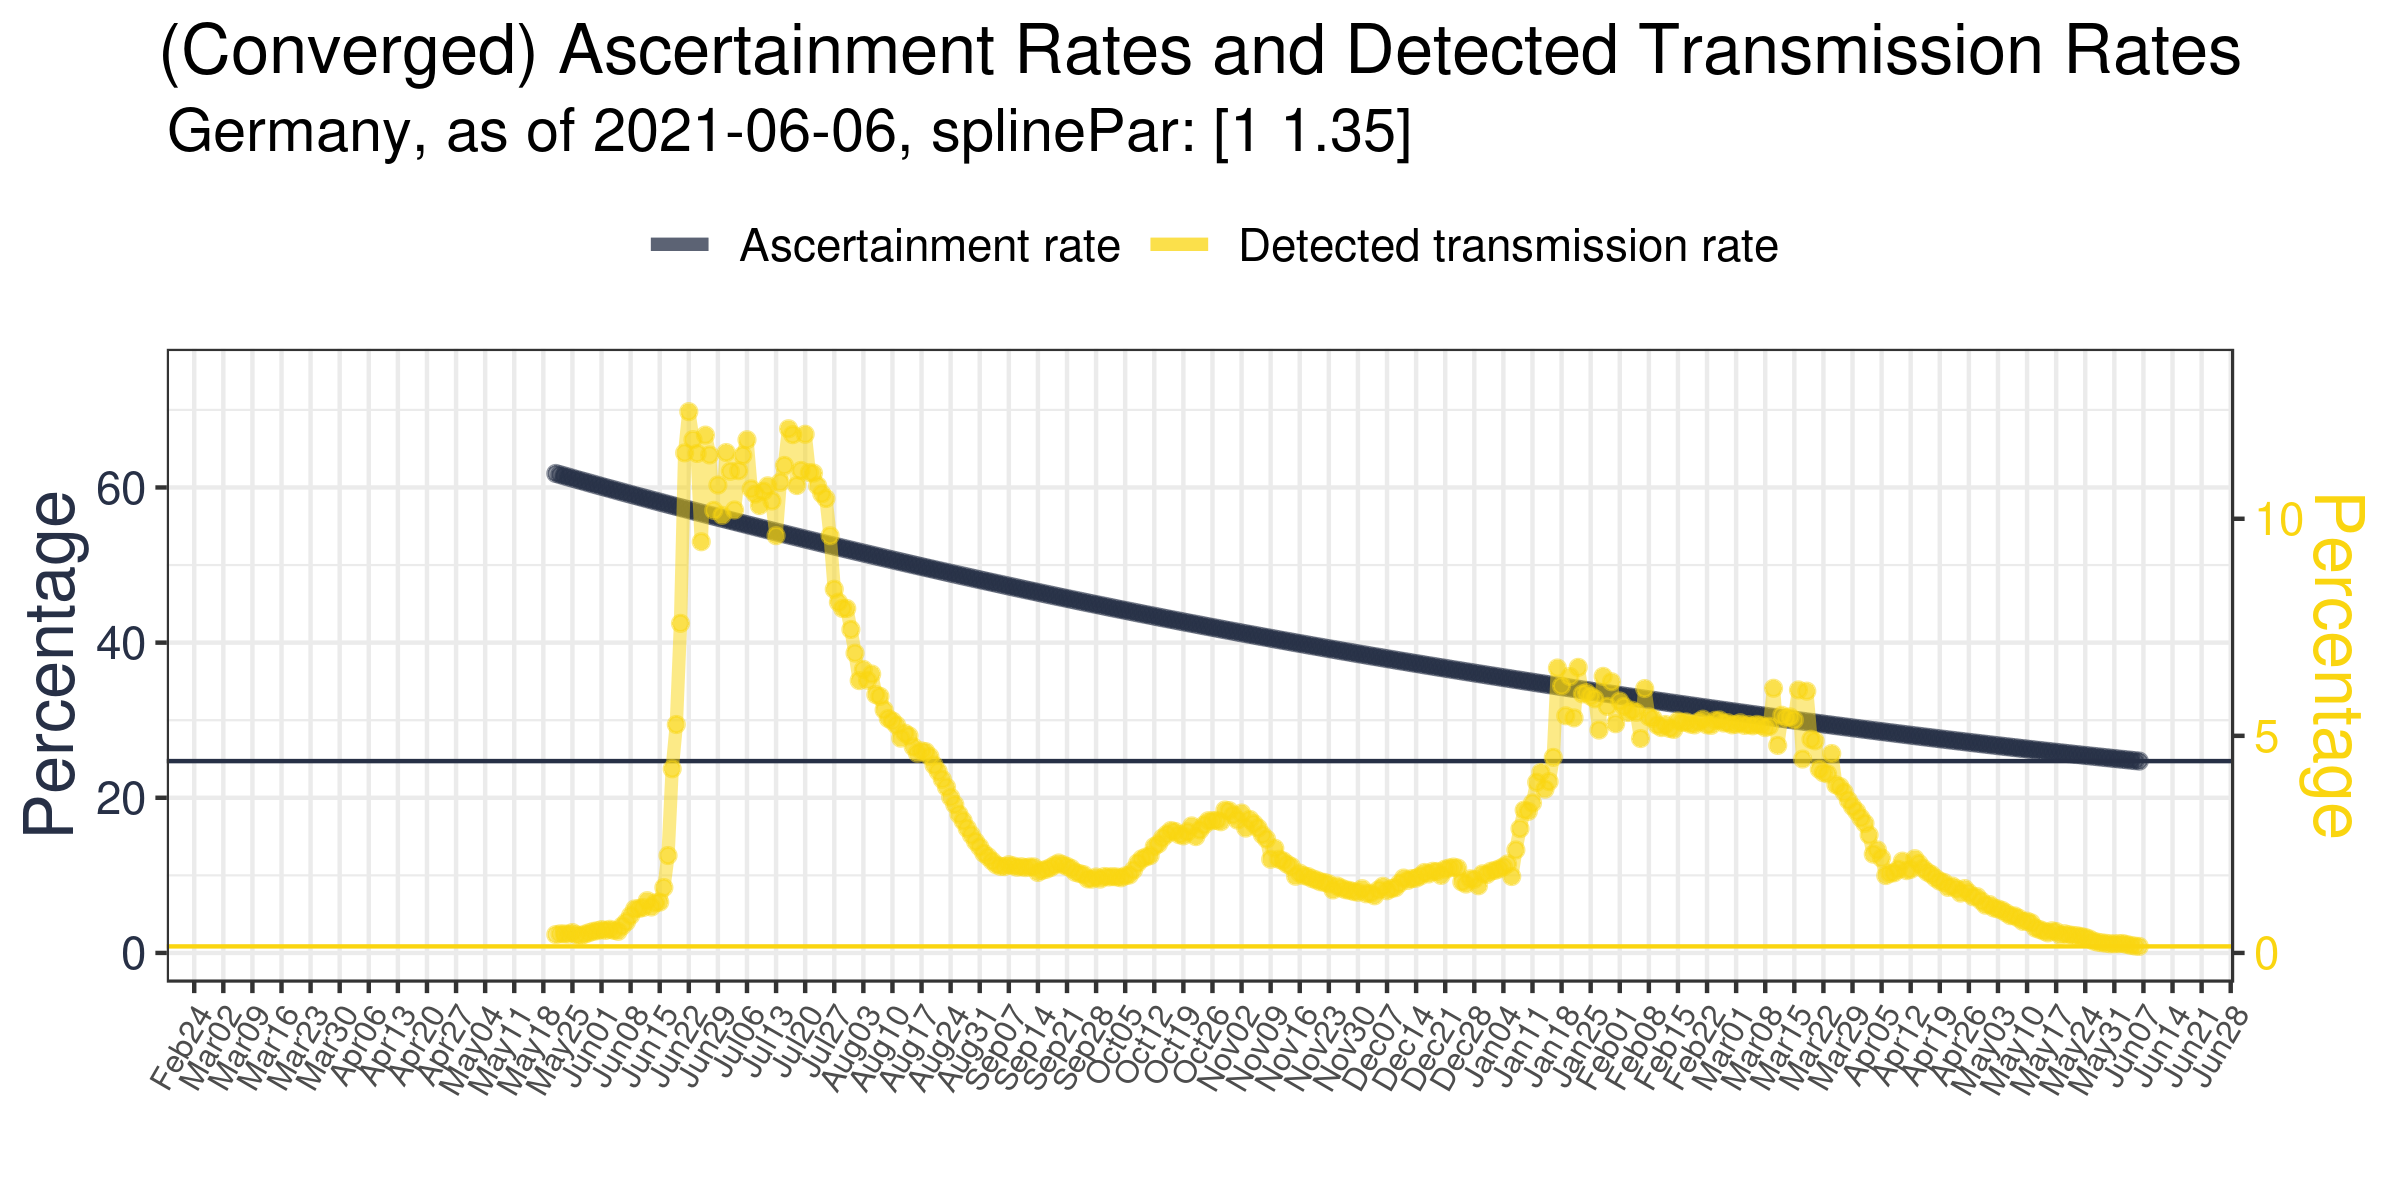 (Converged) Ascertainment Rates and Detected Transmission Rates
Germany, as of 2021-06-06, splinePar: [1 1.35]
Ascertainment rate
Detected transmission rate
Percentage
60
40
20
0
10
5
0
Percentage
Feb24
Mar02
Mar09
Mar16
Mar23
Mar30
Apr06
Apr13
Apr20
Apr27
May04
May11
May18
May25
Jun01
Jun08
Jun15
Jun22
Jun29
Jul06
Jul13
Jul20
Jul27
Aug03
Aug10
Aug17
Aug24
Aug31
Sep07
Sep14
Sep21
Sep28
Oct05
Oct12
Oct19
Oct26
Nov02
Nov09
Nov16
Nov23
Nov30
Dec07
Dec14
Dec21
Dec28
Jan04
Jan11
Jan18
Jan25
Feb01
Feb08
Feb15
Feb22
Mar01
Mar08
Mar15
Mar22
Mar29
Apr05
Apr12
Apr19
Apr26
May03
May10
May17
May24
May31
Jun07
Jun14
Jun21
Jun28